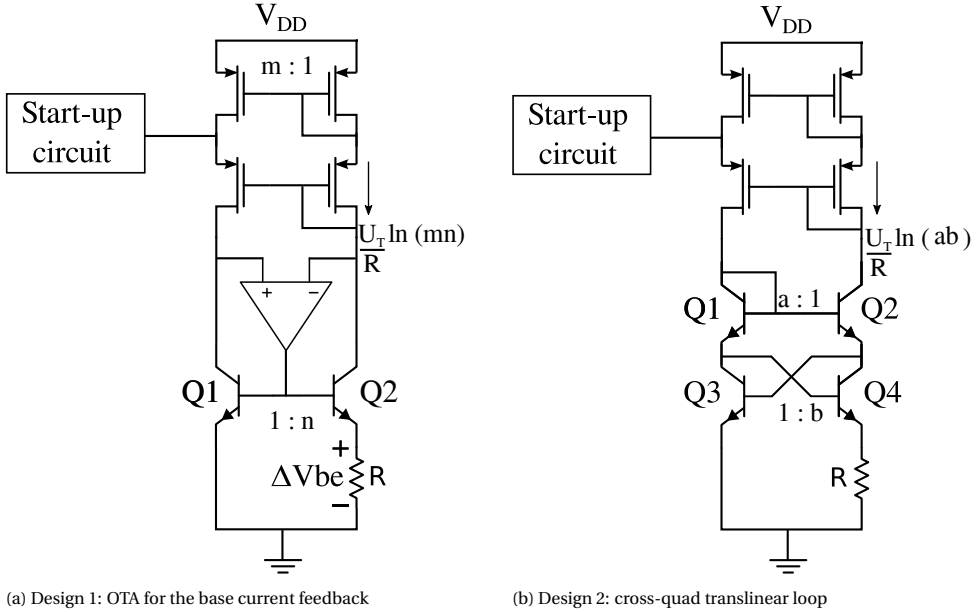 V_DD
m : 1
Start-up
circuit
U_T ln (mn)
R
+ −
Q1
Q2
1 : n
+
ΔVbe
R
−
(a) Design 1: OTA for the base current feedback
V_DD
Start-up
circuit
U_T ln ( ab)
R
Q1
a : 1
Q2
Q3
1 : b
Q4
R
(b) Design 2: cross-quad translinear loop